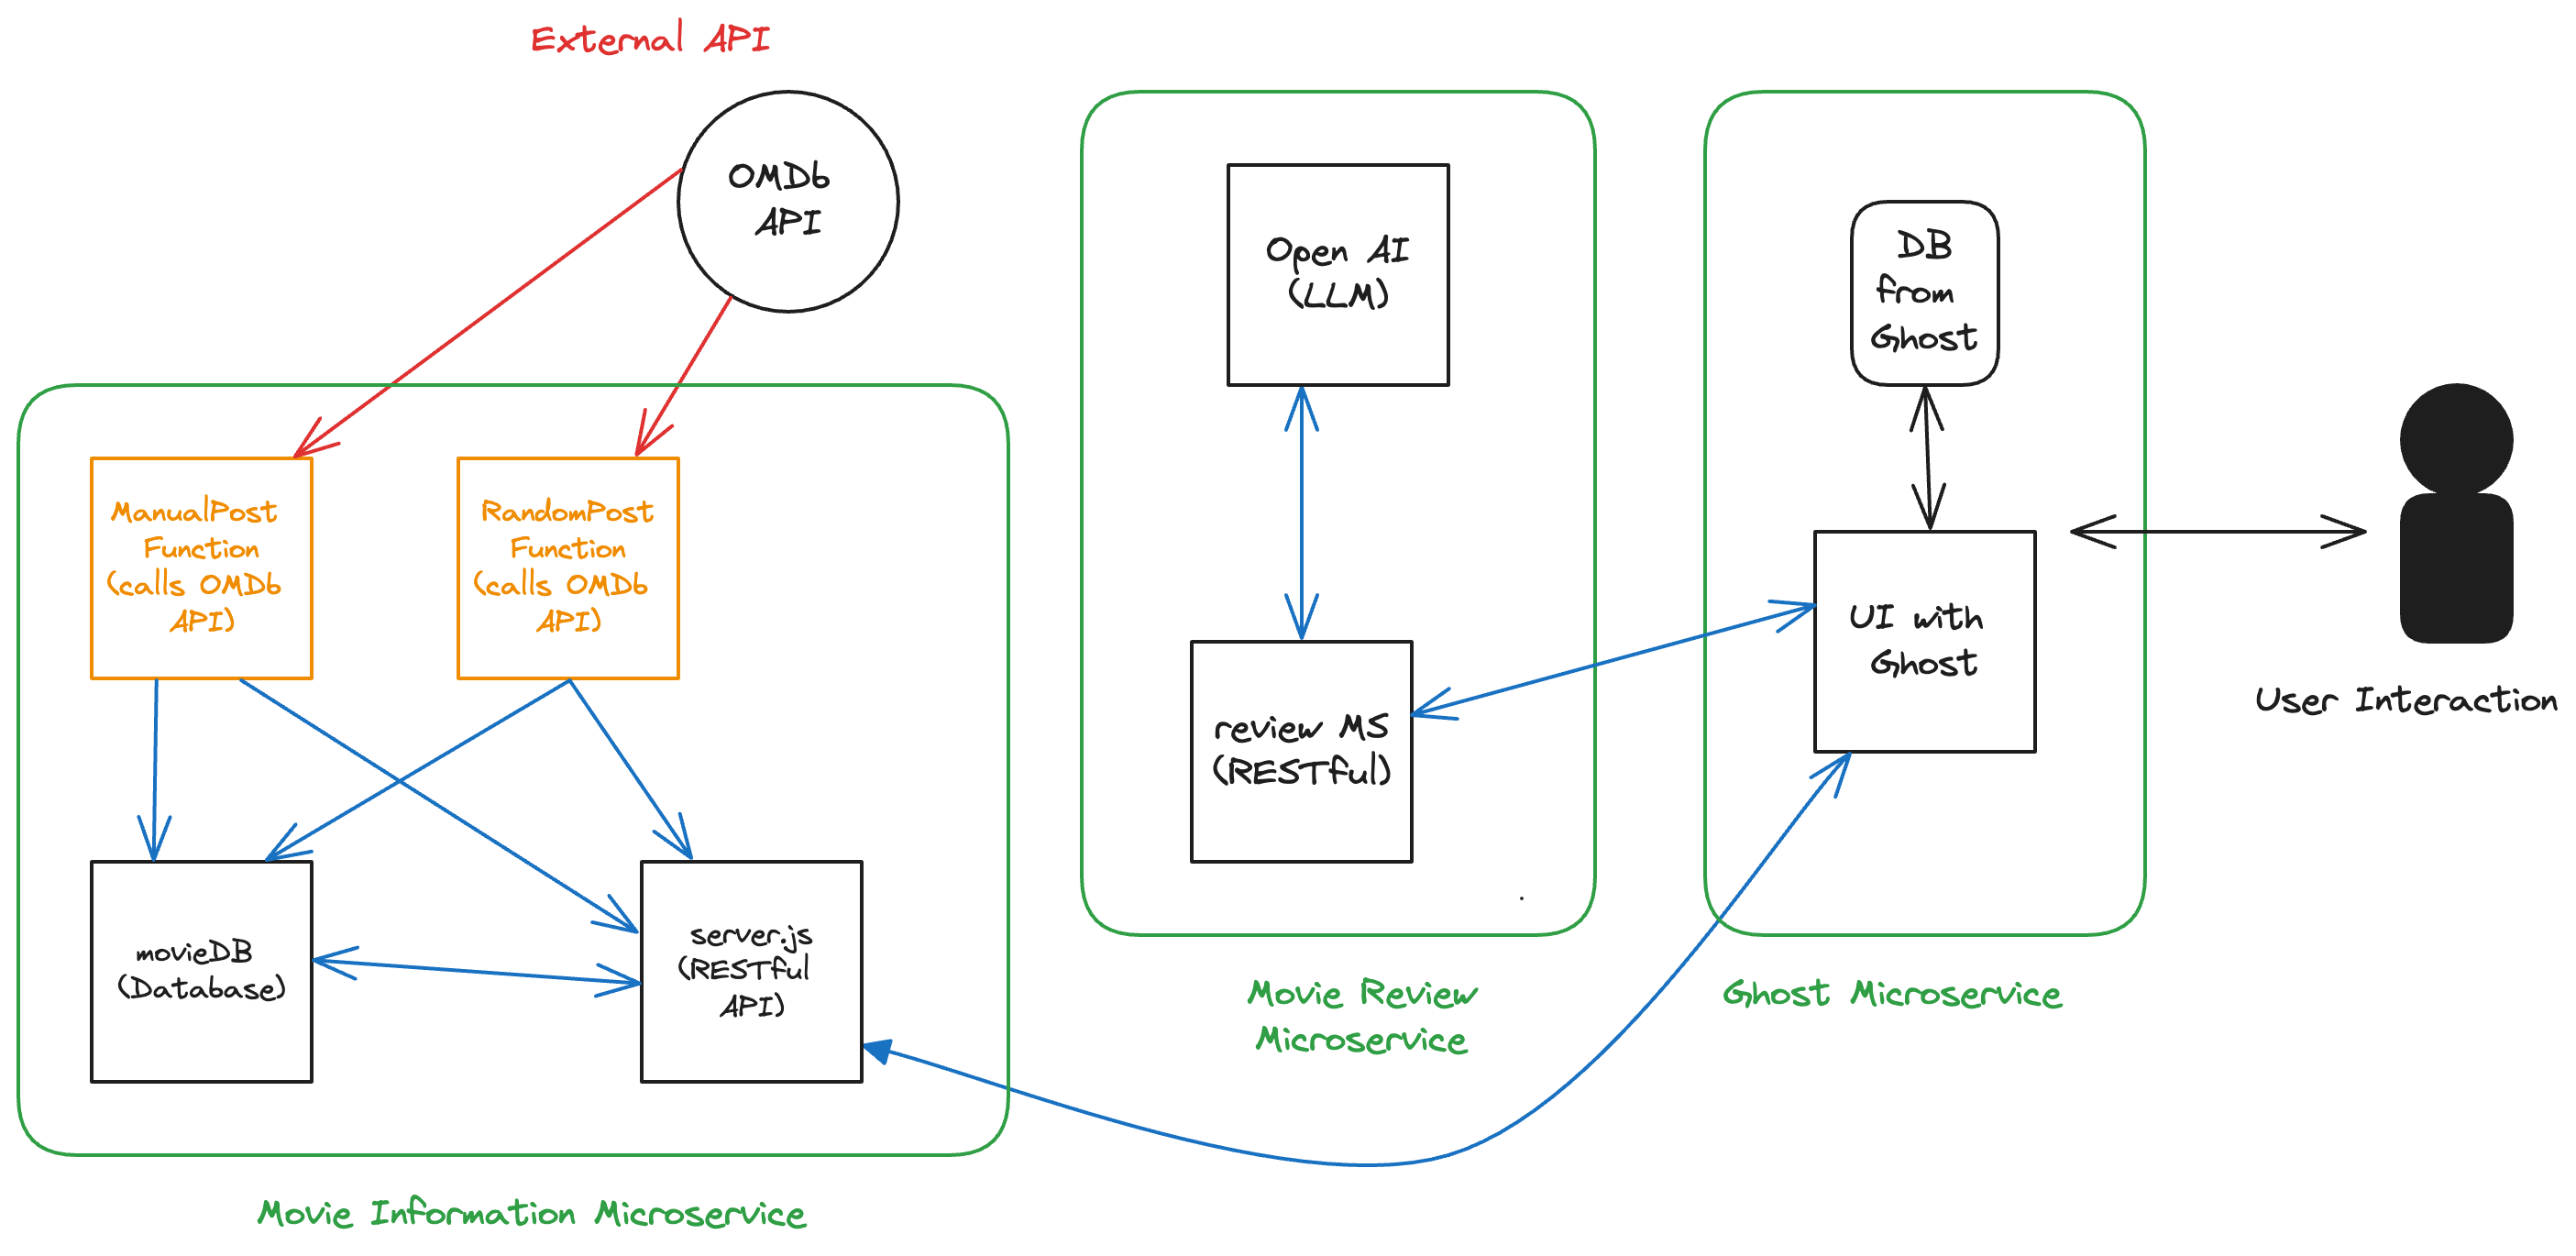 External API
OMDb
API
ManualPost
Function
(calls OMDb
API)
RandomPost
Function
(calls OMDb
API)
movieDB
(Database)
server.js
(RESTful
API)
Movie Information Microservice
Open AI
(LLM)
review MS
(RESTful)
Movie Review
Microservice
DB
from
Ghost
UI with
Ghost
Ghost Microservice
User Interaction